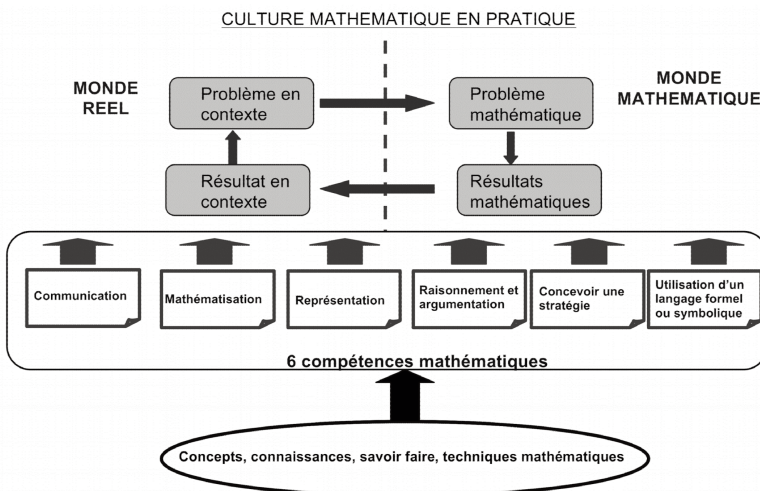 CULTURE MATHEMATIQUE EN PRATIQUE
MONDE
REEL
Problème en
contexte
Problème
mathématique
MONDE
MATHEMATIQUE
Résultat en
contexte
Résultats
mathématiques
Communication
Mathématisation
Représentation
Raisonnement et
argumentation
Concevoir une
stratégie
Utilisation d'un
langage formel
ou symbolique
6 compétences mathématiques
Concepts, connaissances, savoir faire, techniques mathématiques